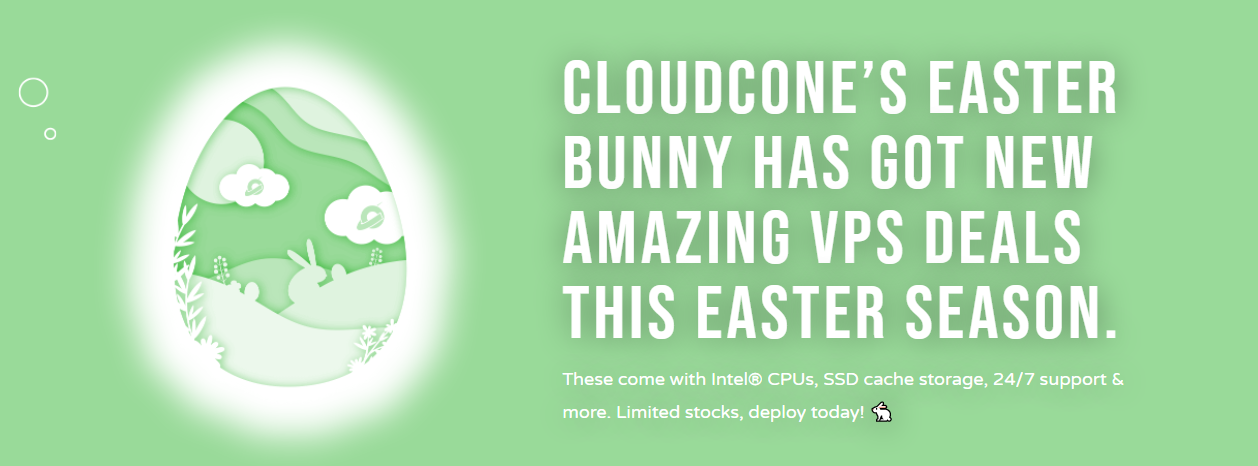 CLOUDCONE’S EASTER
BUNNY HAS GOT NEW
AMAZING VPS DEALS
THIS EASTER SEASON.
These come with Intel® CPUs, SSD cache storage, 24/7 support &
more. Limited stocks, deploy today! 🐇